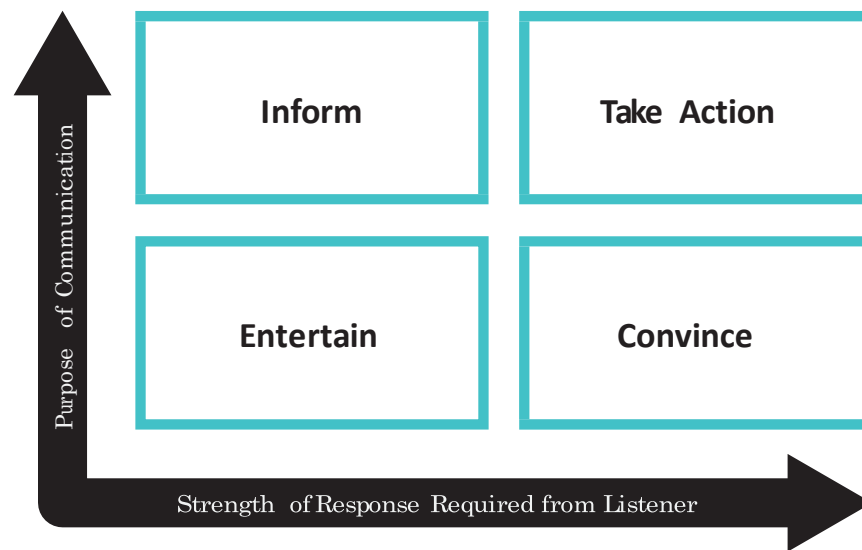 Inform
Take Action
Entertain
Convince
Purpose of Communication
Strength of Response Required from Listener